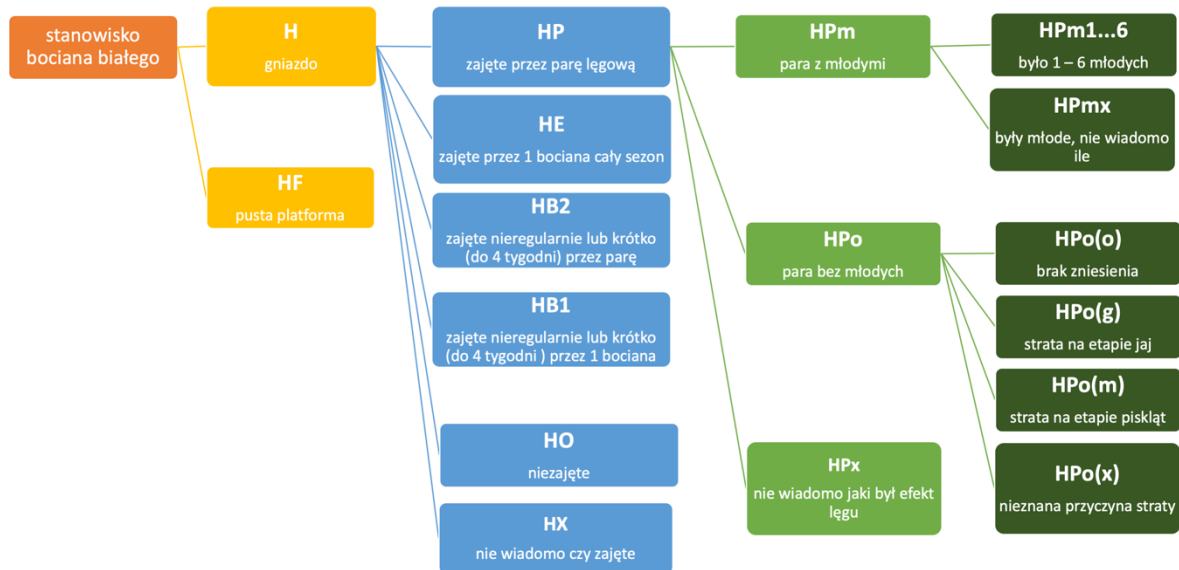 stanowisko
bociana białego
H
gniazdo
HF
pusta platforma
HP
zajęte przez parę lęgową
HE
zajęte przez 1 bociana cały sezon
HB2
zajęte nieregularnie lub krótko
(do 4 tygodni) przez parę
HB1
zajęte nieregularnie lub krótko
(do 4 tygodni ) przez 1 bociana
HO
niezajęte
HX
nie wiadomo czy zajęte
HPm
para z młodymi
HPo
para bez młodych
HPx
nie wiadomo jaki był efekt
lęgu
HPm1...6
było 1 – 6 młodych
HPmx
były młode, nie wiadomo
ile
HPo(o)
brak zniesienia
HPo(g)
strata na etapie jaj
HPo(m)
strata na etapie piskląt
HPo(x)
nieznana przyczyna straty